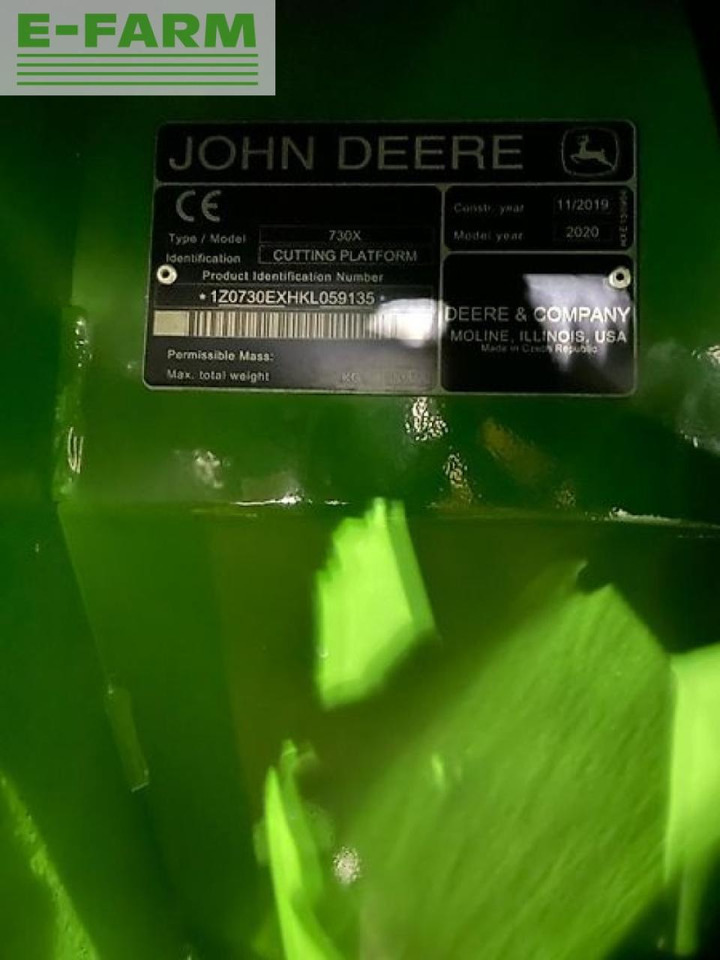 E-FARM
JOHN DEERE
CE
Type / Model 730X
Identification CUTTING PLATFORM
Product Identification Number
*1Z0730EXHKL059135*
Permissible Mass:
Max. total weight KG
Constr. year 11/2019
Model year 2020
DEERE & COMPANY
MOLINE, ILLINOIS, USA
Made in Czech Republic